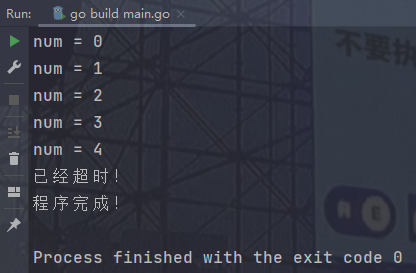 Run:
go build main.go
num = 0
num = 1
num = 2
num = 3
num = 4
已经超时!
程序完成!
Process finished with the exit code 0
不要执
E